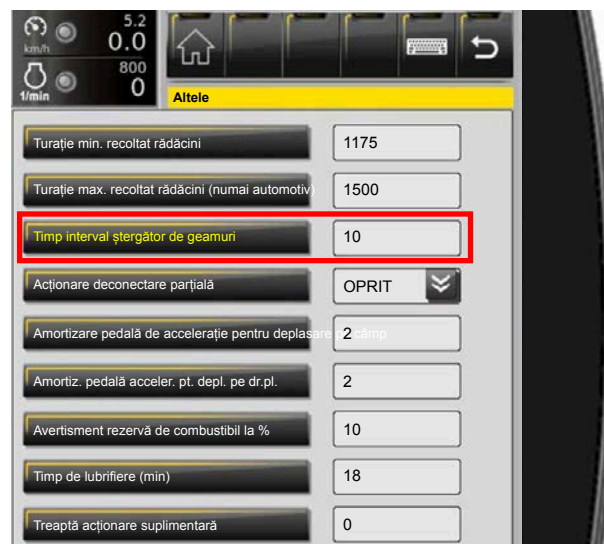 5.2
km/h 0.0
800
1/min 0
Altele
Turație min. recoltat rădăcini 1175
Turație max. recoltat rădăcini (numai automotiv) 1500
Timp interval ștergător de geamuri 10
Acționare deconectare parțială OPRIT
Amortizare pedală de accelerație pentru deplasare pe câmp 2
Amortiz. pedală acceler. pt. depl. pe dr.pl. 2
Avertisment rezervă de combustibil la % 10
Timp de lubrifiere (min) 18
Treaptă acționare suplimentară 0